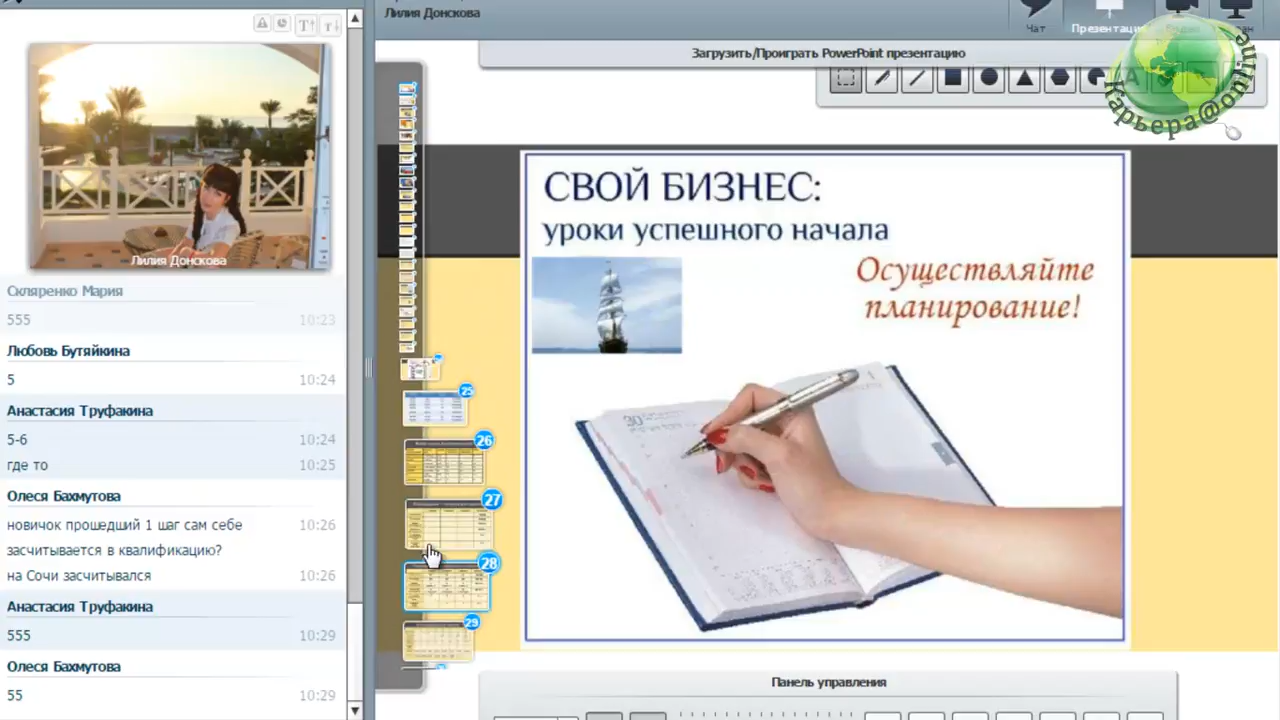 Лилия Донскова
Чат
Презентаци
Загрузить/Проиграть PowerPoint презентацию
Карьера@online
Лилия Донскова
Скляренко Мария
555 10:23
Любовь Бутяйкина
5 10:24
Анастасия Труфакина
5-6 10:24
где то 10:25
Олеся Бахмутова
новичок прошедший 1 шаг сам себе 10:26
засчитывается в квалификацию?
на Сочи засчитывался 10:26
Анастасия Труфакина
555 10:29
Олеся Бахмутова
55 10:29
25
26
27
28
29
СВОЙ БИЗНЕС:
уроки успешного начала
Осуществляйте
планирование!
30
1
Панель управления